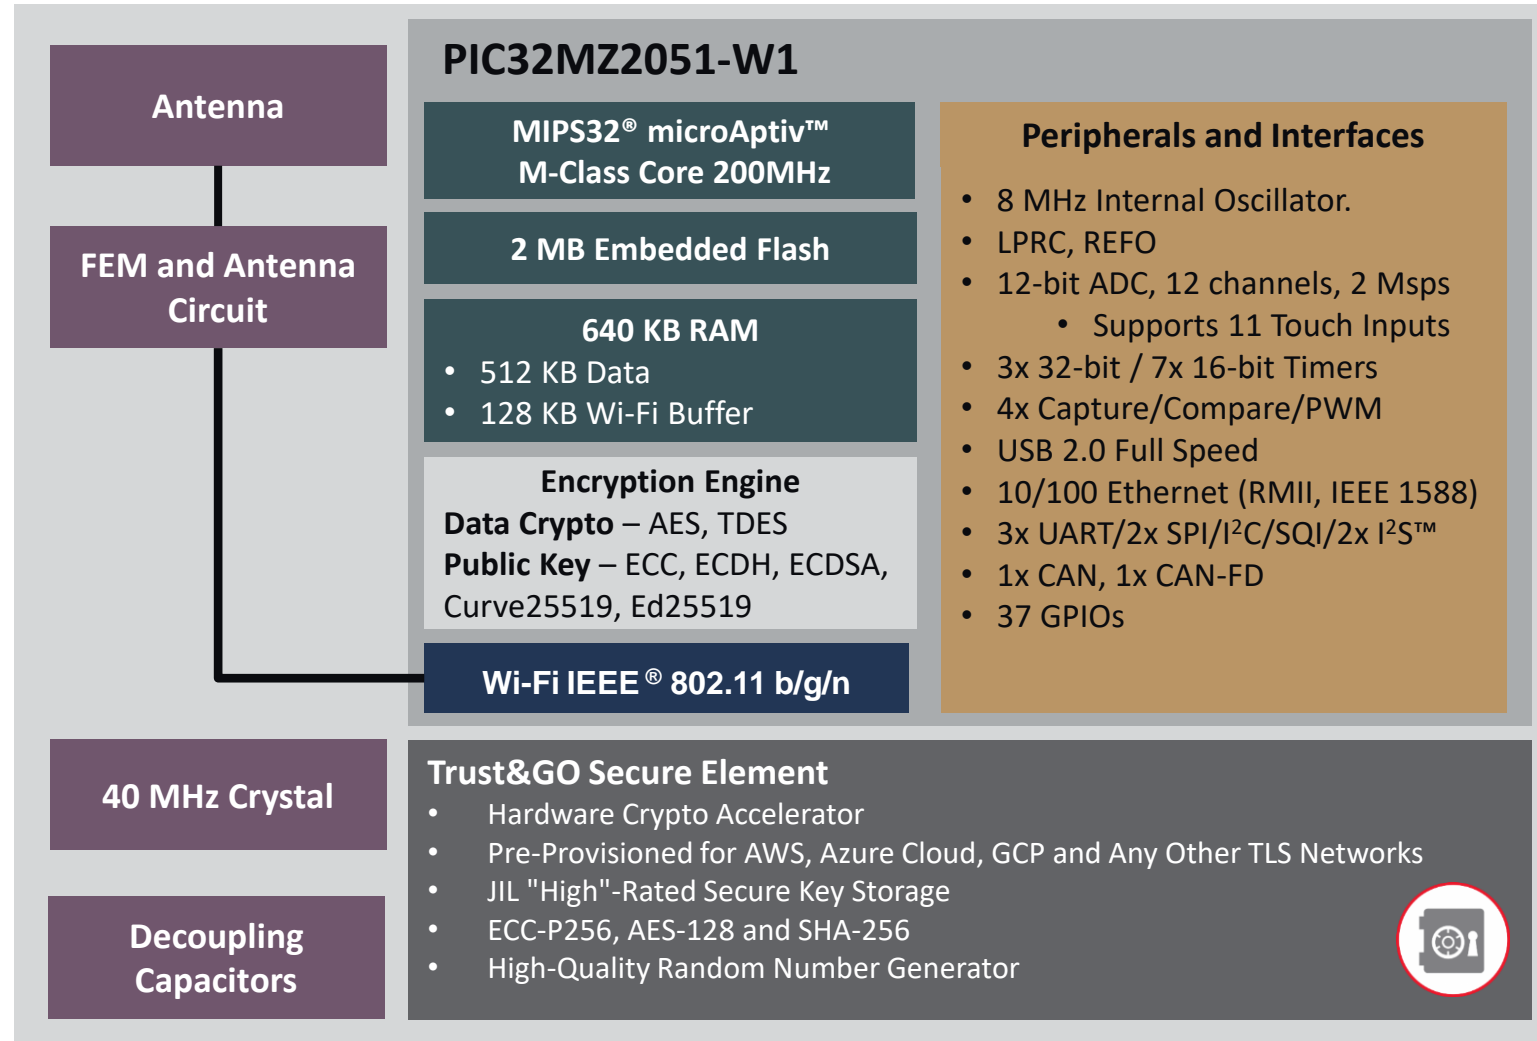 Antenna
FEM and Antenna
Circuit
40 MHz Crystal
Decoupling
Capacitors
PIC32MZ2051-W1
MIPS32® microAptiv™
M-Class Core 200MHz
2 MB Embedded Flash
640 KB RAM
• 512 KB Data
• 128 KB Wi-Fi Buffer
Encryption Engine
Data Crypto – AES, TDES
Public Key – ECC, ECDH, ECDSA,
Curve25519, Ed25519
Wi-Fi IEEE ® 802.11 b/g/n
Peripherals and Interfaces
• 8 MHz Internal Oscillator.
• LPRC, REFO
• 12-bit ADC, 12 channels, 2 Msps
• Supports 11 Touch Inputs
• 3x 32-bit / 7x 16-bit Timers
• 4x Capture/Compare/PWM
• USB 2.0 Full Speed
• 10/100 Ethernet (RMII, IEEE 1588)
• 3x UART/2x SPI/I²C/SQI/2x I²S™
• 1x CAN, 1x CAN-FD
• 37 GPIOs
Trust&GO Secure Element
• Hardware Crypto Accelerator
• Pre-Provisioned for AWS, Azure Cloud, GCP and Any Other TLS Networks
• JIL "High"-Rated Secure Key Storage
• ECC-P256, AES-128 and SHA-256
• High-Quality Random Number Generator